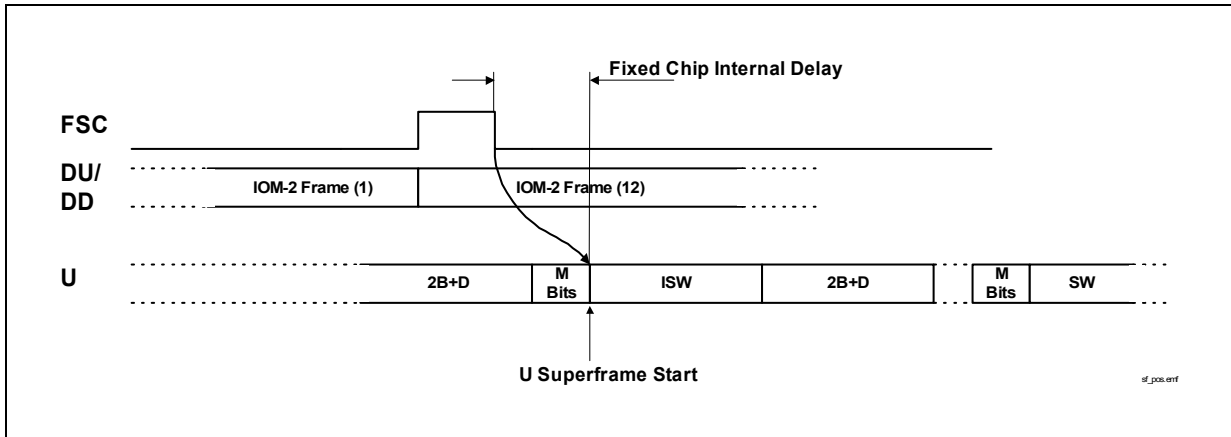 Fixed Chip Internal Delay
FSC
DU/
DD
IOM-2 Frame (1)
IOM-2 Frame (12)
U
2B+D
M
Bits
ISW
2B+D
M
Bits
SW
U Superframe Start
sf_pos.emf